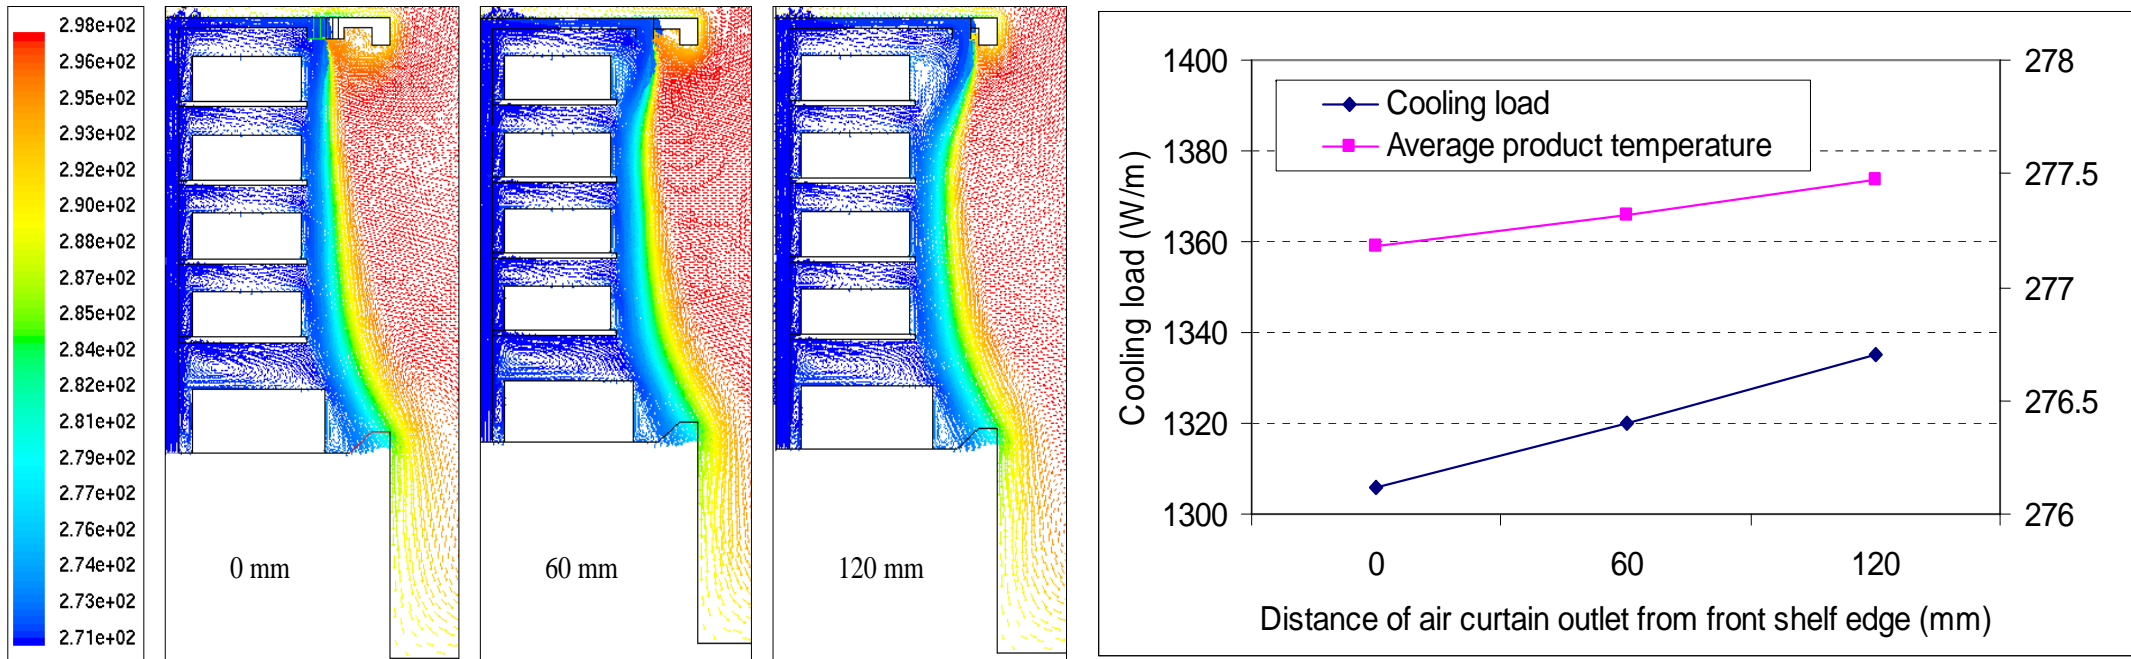 2.98e+02
2.96e+02
2.95e+02
2.93e+02
2.92e+02
2.90e+02
2.88e+02
2.87e+02
2.85e+02
2.84e+02
2.82e+02
2.81e+02
2.79e+02
2.77e+02
2.76e+02
2.74e+02
2.73e+02
2.71e+02
0 mm
60 mm
120 mm
Cooling load (W/m)
1400
1380
1360
1340
1320
1300
Cooling load
Average product temperature
278
277.5
277
276.5
276
0
60
120
Distance of air curtain outlet from front shelf edge (mm)